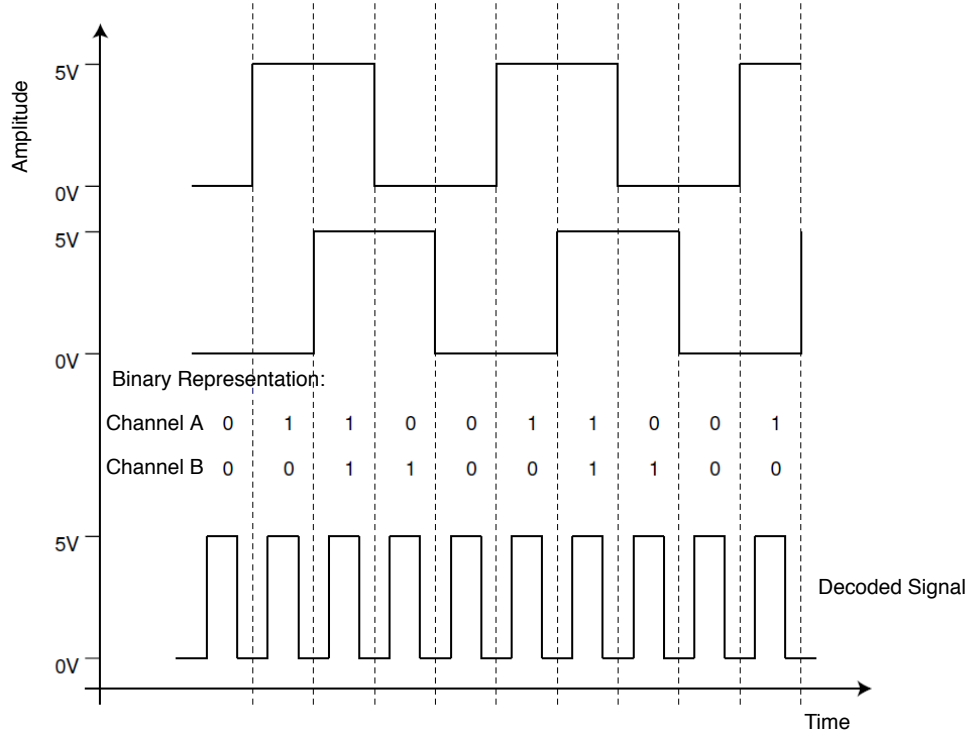 Amplitude
5V
0V
5V
0V
Binary Representation:
Channel A 0 1 1 0 0 1 1 0 0 1
Channel B 0 0 1 1 0 0 1 1 0 0
5V
Decoded Signal
0V
Time